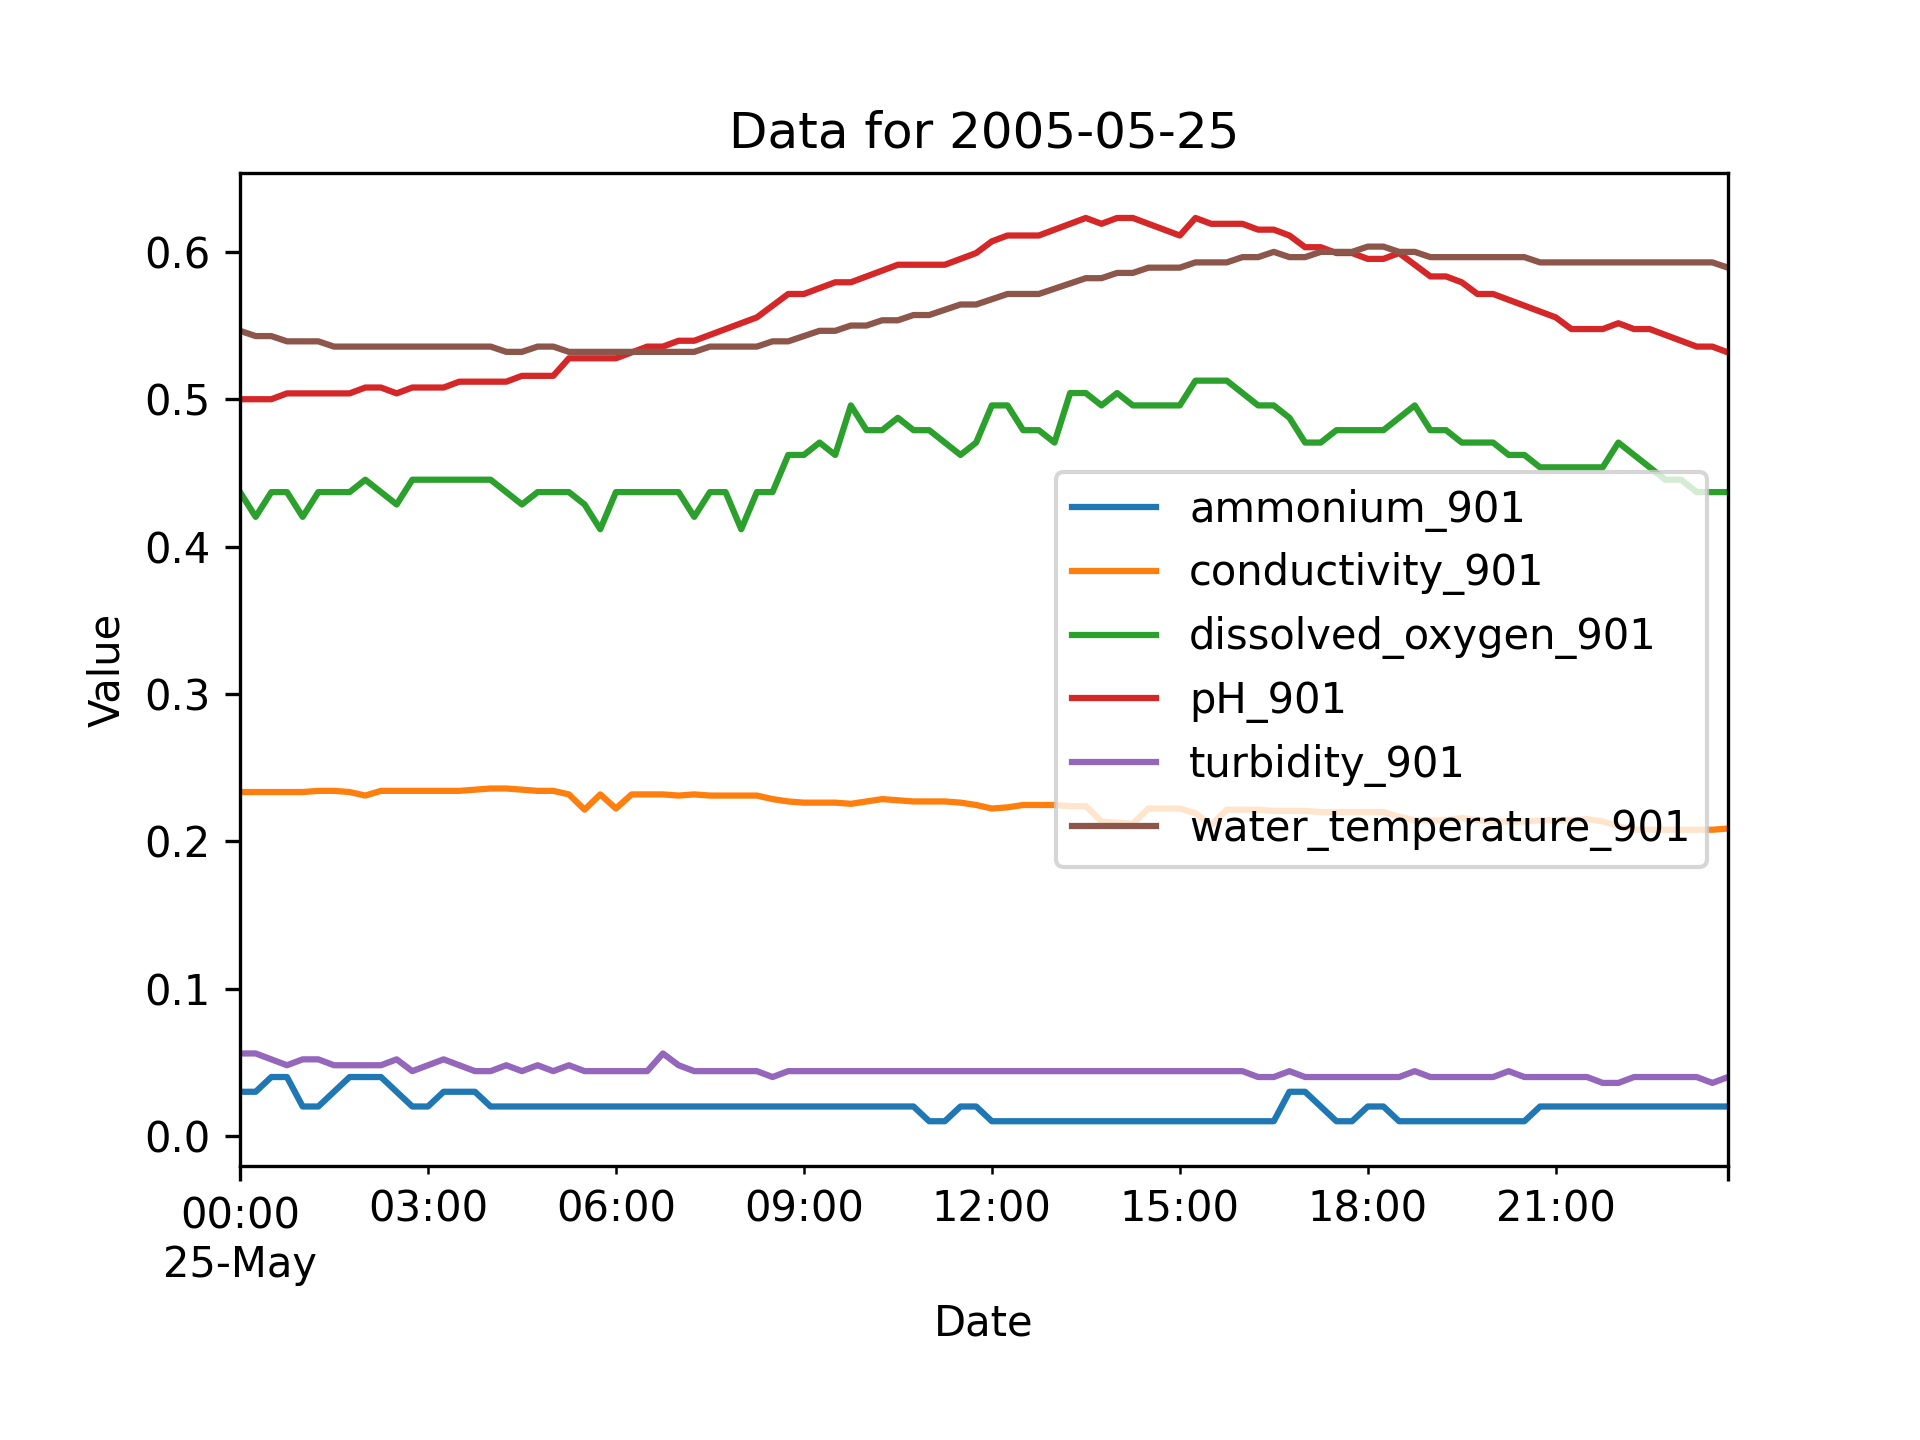 Data for 2005-05-25
0.6
0.5
0.4
0.3
0.2
0.1
0.0
Value
ammonium_901
conductivity_901
dissolved_oxygen_901
pH_901
turbidity_901
water_temperature_901
00:00 03:00 06:00 09:00 12:00 15:00 18:00 21:00
25-May
Date